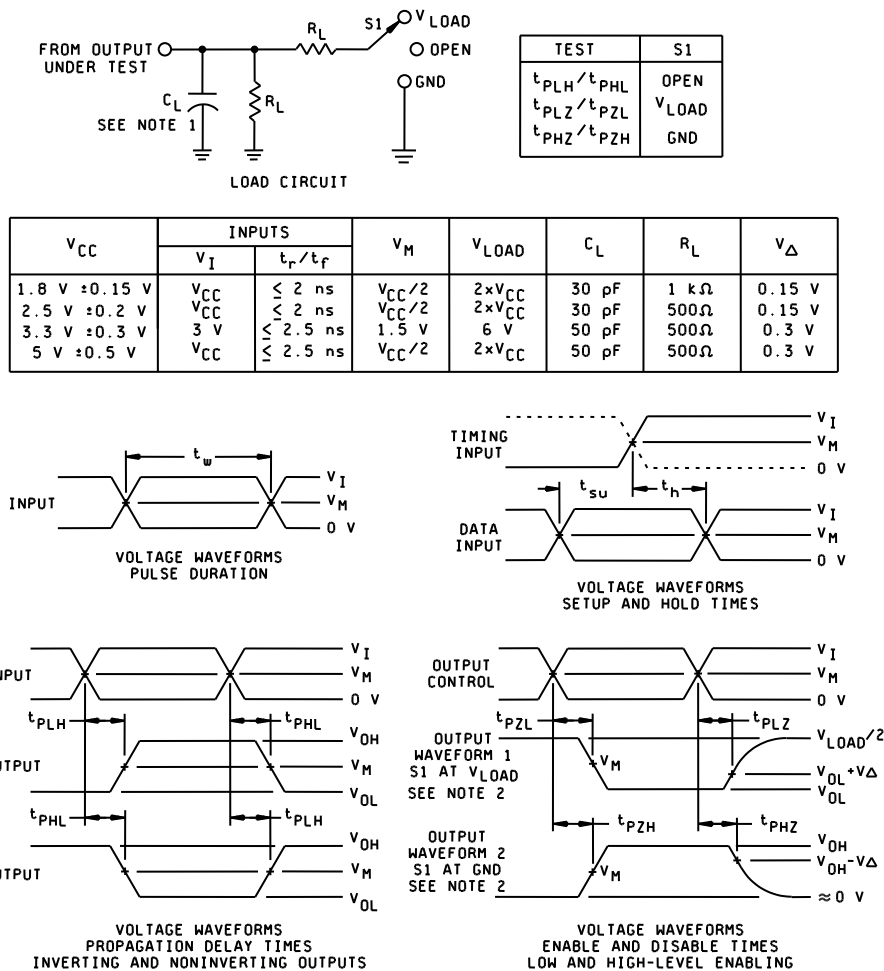 FROM OUTPUT
UNDER TEST
C_L
SEE NOTE 1
R_L
R_L
S1
V_LOAD
OPEN
GND
LOAD CIRCUIT
TEST S1
t_PLH/t_PHL OPEN
t_PLZ/t_PZL V_LOAD
t_PHZ/t_PZH GND
V_CC INPUTS V_M V_LOAD C_L R_L V_Δ
V_I t_r/t_f
1.8 V ±0.15 V V_CC ≤ 2 ns V_CC/2 2×V_CC 30 pF 1 kΩ 0.15 V
2.5 V ±0.2 V V_CC ≤ 2 ns V_CC/2 2×V_CC 30 pF 500Ω 0.15 V
3.3 V ±0.3 V 3 V ≤ 2.5 ns 1.5 V 6 V 50 pF 500Ω 0.3 V
5 V ±0.5 V V_CC ≤ 2.5 ns V_CC/2 2×V_CC 50 pF 500Ω 0.3 V
t_w
INPUT
V_I
V_M
0 V
VOLTAGE WAVEFORMS
PULSE DURATION
TIMING
INPUT
V_I
V_M
0 V
t_su
t_h
DATA
INPUT
V_I
V_M
0 V
VOLTAGE WAVEFORMS
SETUP AND HOLD TIMES
NPUT
V_I
V_M
0 V
t_PLH
t_PHL
TPUT
V_OH
V_M
V_OL
t_PHL
t_PLH
TPUT
V_OH
V_M
V_OL
VOLTAGE WAVEFORMS
PROPAGATION DELAY TIMES
INVERTING AND NONINVERTING OUTPUTS
OUTPUT
CONTROL
V_I
V_M
0 V
t_PZL
t_PLZ
OUTPUT
WAVEFORM 1
S1 AT V_LOAD
SEE NOTE 2
V_M
V_LOAD/2
V_OL+VΔ
V_OL
t_PZH
t_PHZ
OUTPUT
WAVEFORM 2
S1 AT GND
SEE NOTE 2
V_M
V_OH
V_OH-VΔ
≈0 V
VOLTAGE WAVEFORMS
ENABLE AND DISABLE TIMES
LOW AND HIGH-LEVEL ENABLING